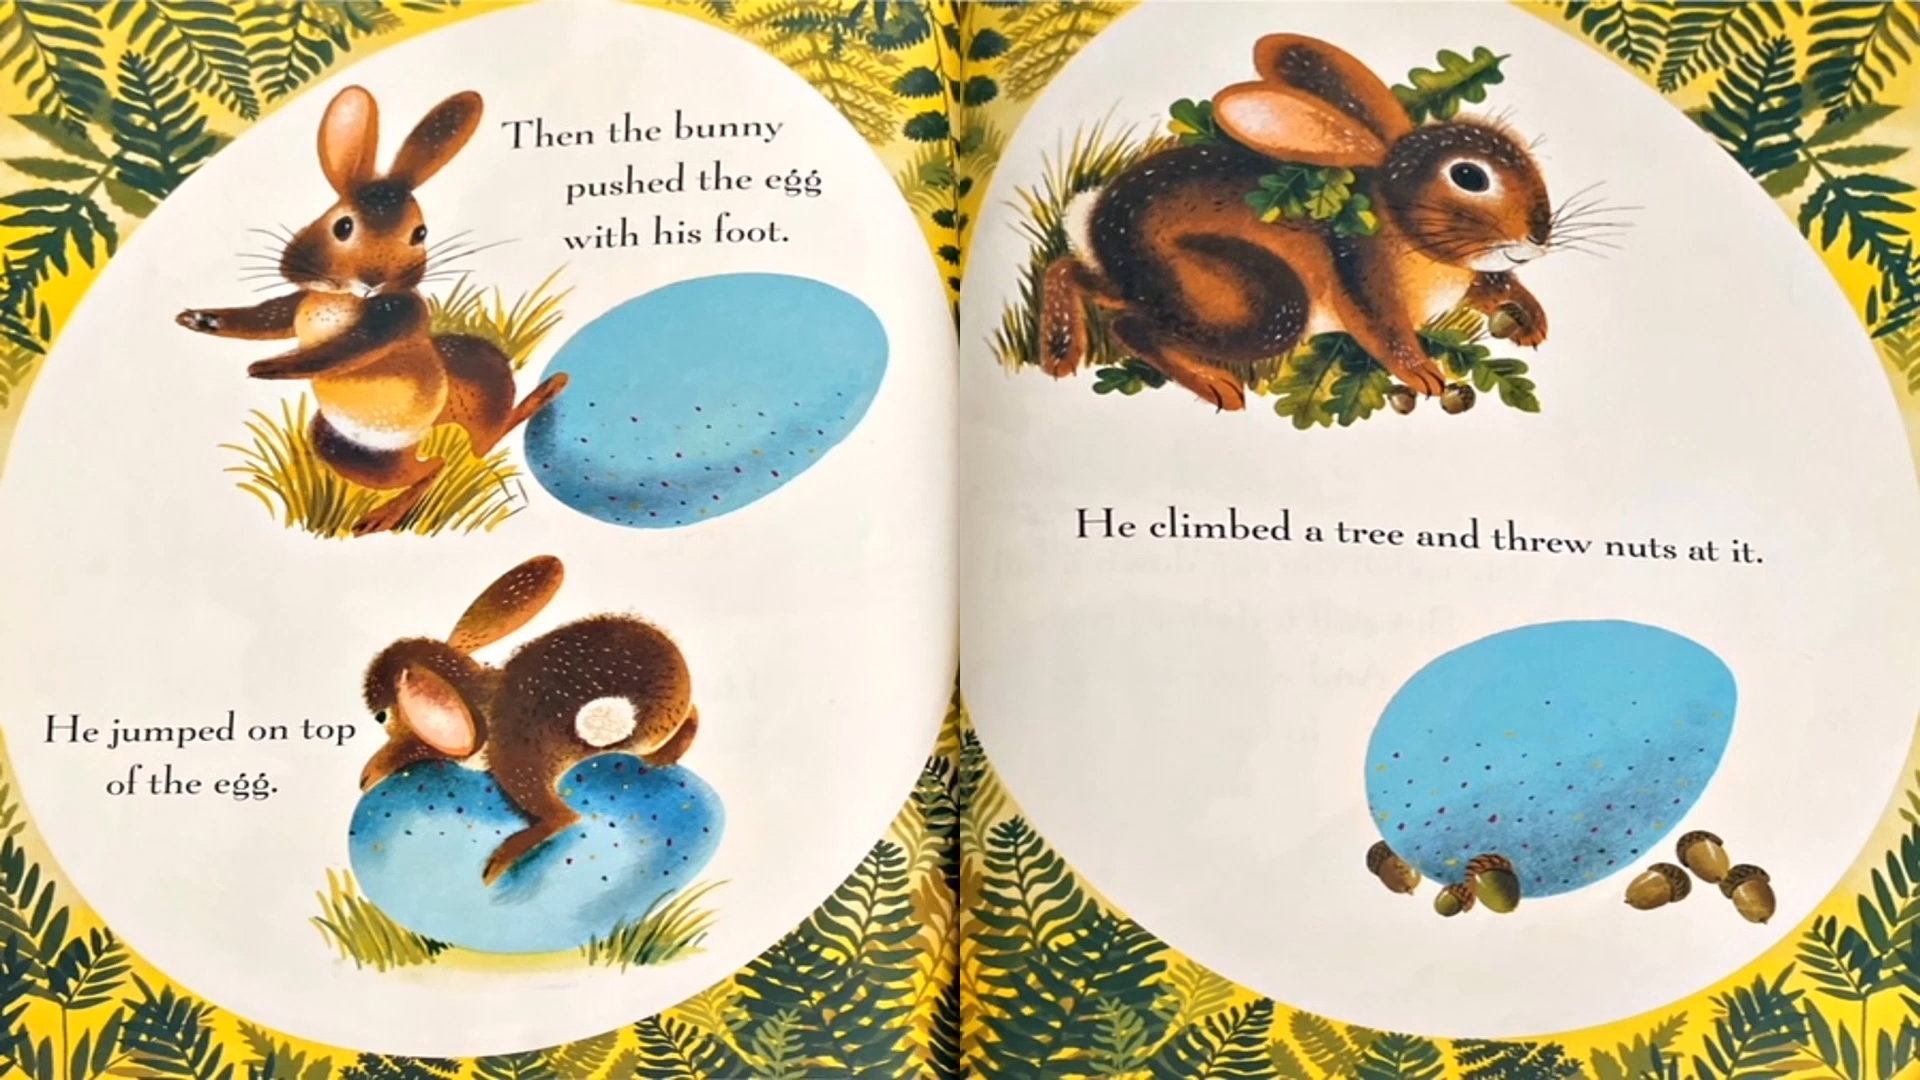 Then the bunny
pushed the egg
with his foot.
He jumped on top
of the egg.
He climbed a tree and threw nuts at it.